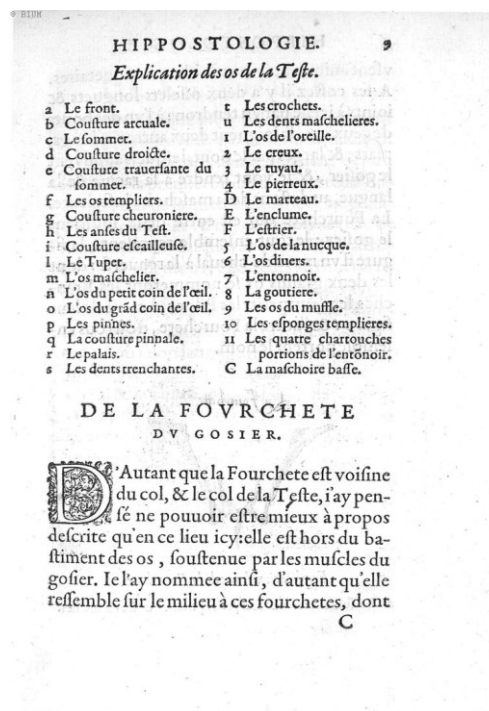 © BIUM
HIPPOSTOLOGIE. 9
Explication des os de la Teste.
a Le front.
b Cousture arcuale.
c Le sommet.
d Cousture droicte.
e Cousture trauersante du
sommet.
f Les os templiers.
g Cousture cheuroniere.
h Les anses du Test.
i Cousture escailleuse.
l Le Tupet.
m L'os maschelier.
n L'os du petit coin de l'œil.
o L'os du grãd coin de l'œil.
p Les pinnes.
q La cousture pinnale.
r Le palais.
s Les dents trenchantes.
t Les crochets.
u Les dents maschelieres.
1 L'os de l'oreille.
2 Le creux.
3 Le tuyau.
4 Le pierreux.
D Le marteau.
E L'enclume.
F L'estrier.
5 L'os de la nucque.
6 L'os diuers.
7 L'entonnoir.
8 La goutiere.
9 Les os du muffle.
10 Les esponges templieres.
11 Les quatre chartouches
portions de l'entõnoir.
C La maschoire basse.
DE LA FOVRCHETE
DV GOSIER.
D'Autant que la Fourchete est voisine
du col, & le col de la Teste, i'ay pen-
sé ne pouuoir estre mieux à propos
descrite qu'en ce lieu icy: elle est hors du ba-
stiment des os, soustenue par les muscles du
gosier. Ie l'ay nommee ainsi, d'autant qu'elle
ressemble sur le milieu à ces fourchetes, dont
C